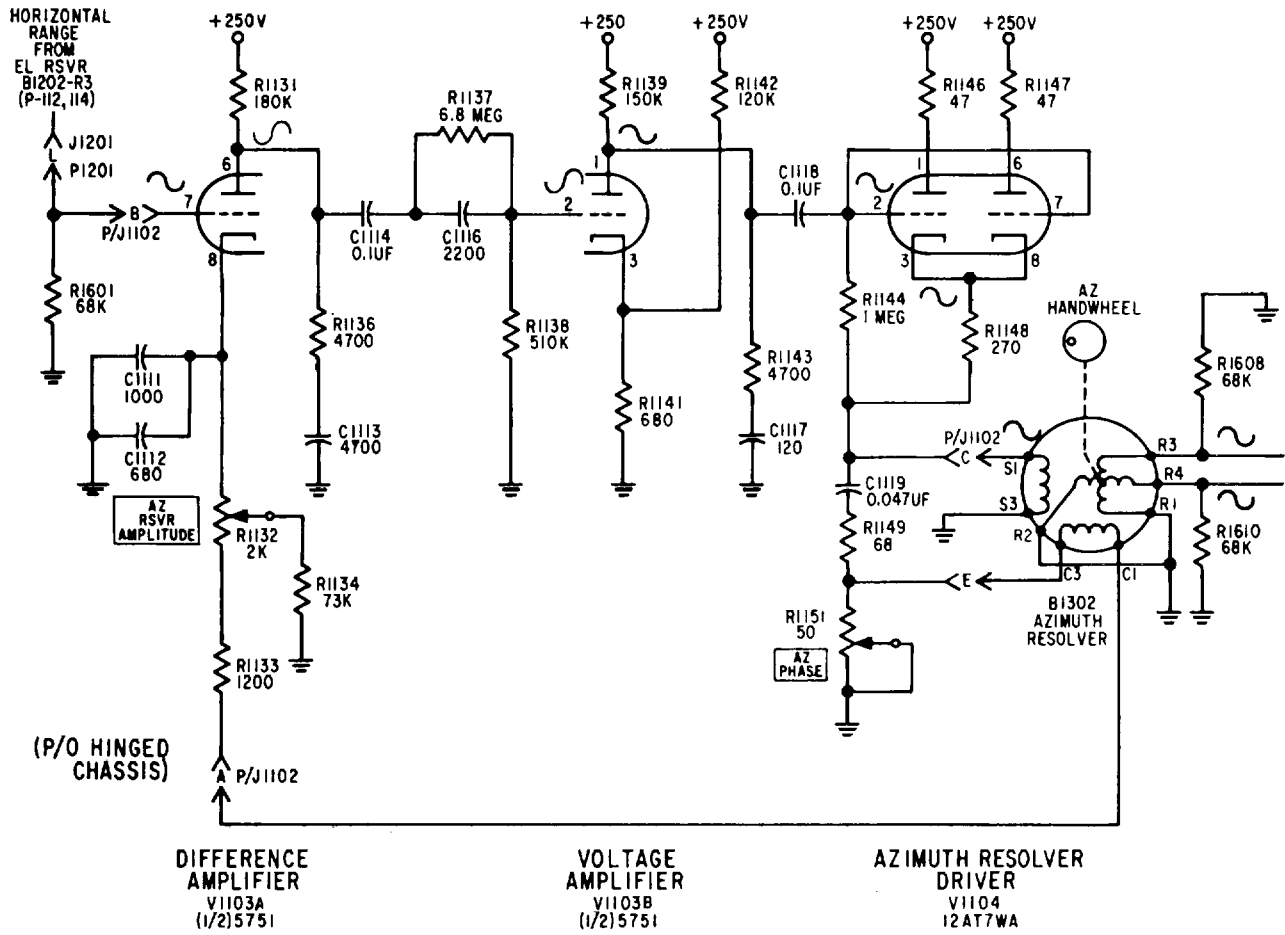 HORIZONTAL
RANGE
FROM
EL RSVR
B1202-R3
(P-112, 114)
J1201
L
P1201
+250V
R1131
180K
6
7
B
P/J1102
8
R1601
68K
C1111
1000
C1112
680
AZ
RSVR
AMPLITUDE
R1132
2K
R1134
73K
R1133
1200
(P/O HINGED
CHASSIS)
A
P/J1102
R1136
4700
C1113
4700
C1114
0.1UF
R1137
6.8 MEG
C1116
2200
R1138
510K
+250
R1139
150K
1
2
3
R1141
680
+250V
R1142
120K
R1143
4700
C1117
120
C1118
0.1UF
+250V
+250V
R1146
47
R1147
47
1
6
2
7
3
8
R1144
1 MEG
R1148
270
AZ
HANDWHEEL
R1608
68K
P/J1102
C
S1
R3
R4
S3
R1
R2
C3
C1
R1610
68K
C1119
0.047UF
R1149
68
E
R1151
50
AZ
PHASE
B1302
AZIMUTH
RESOLVER
DIFFERENCE
AMPLIFIER
V1103A
(1/2)5751
VOLTAGE
AMPLIFIER
V1103B
(1/2)5751
AZIMUTH RESOLVER
DRIVER
V1104
12AT7WA